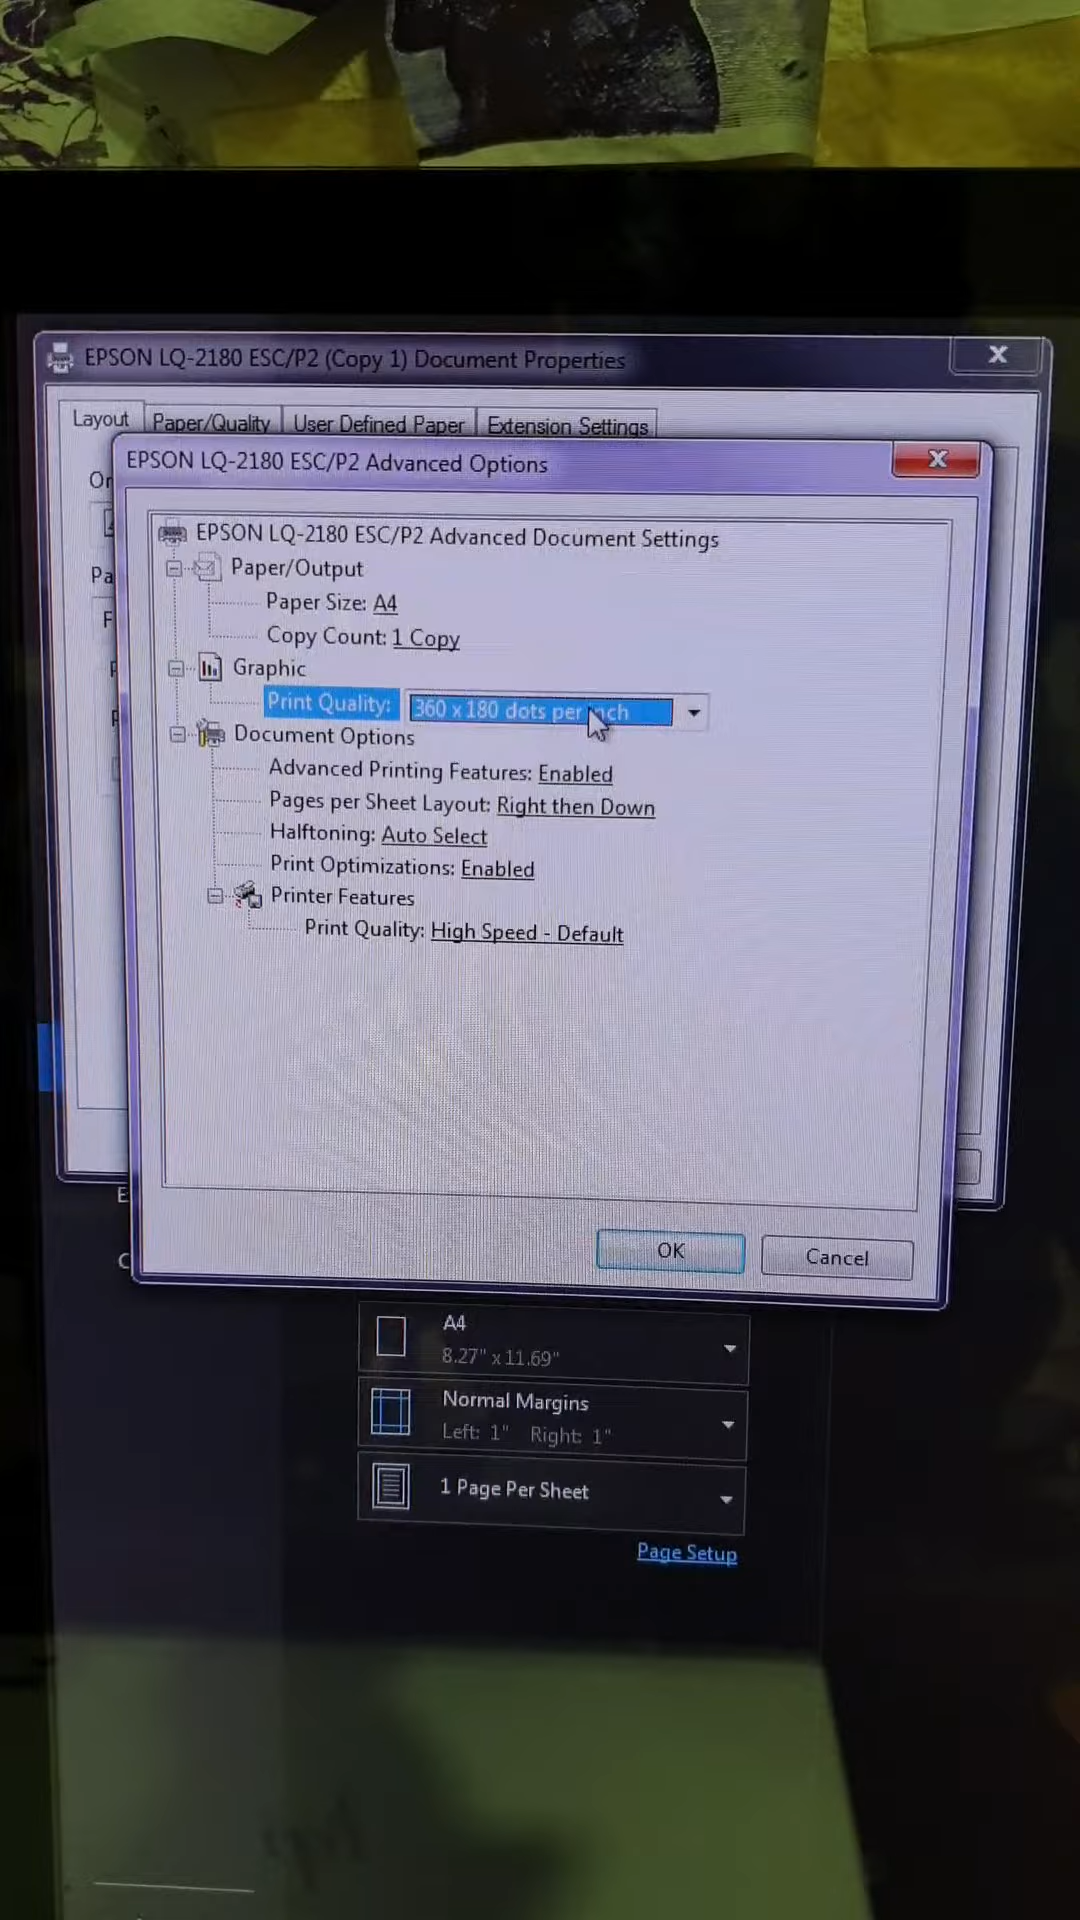 EPSON LQ-2180 ESC/P2 (Copy 1) Document Properties
Layout
Paper/Quality
User Defined Paper
Extension Settings
EPSON LQ-2180 ESC/P2 Advanced Options
EPSON LQ-2180 ESC/P2 Advanced Document Settings
Paper/Output
Paper Size: A4
Copy Count: 1 Copy
Graphic
Print Quality: 360 x 180 dots per inch
Document Options
Advanced Printing Features: Enabled
Pages per Sheet Layout: Right then Down
Halftoning: Auto Select
Print Optimizations: Enabled
Printer Features
Print Quality: High Speed - Default
OK
Cancel
A4
8.27" x 11.69"
Normal Margins
Left: 1" Right: 1"
1 Page Per Sheet
Page Setup